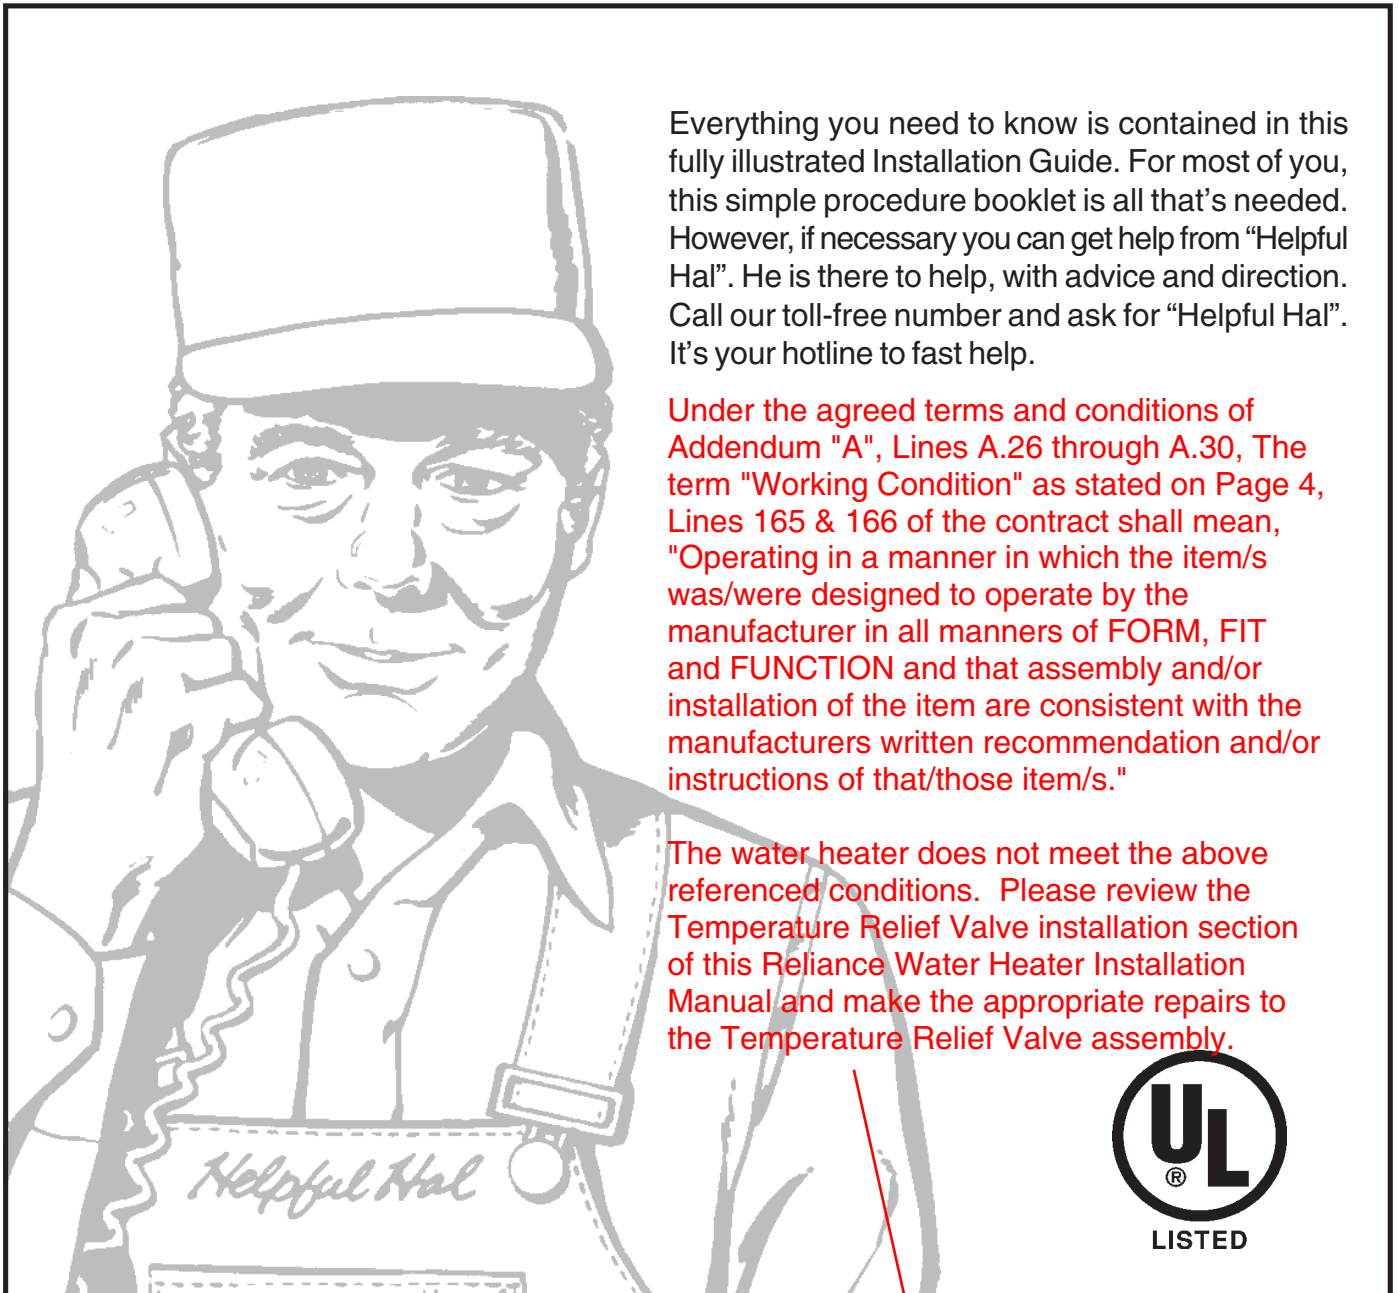 Everything you need to know is contained in this
fully illustrated Installation Guide. For most of you,
this simple procedure booklet is all that’s needed.
However, if necessary you can get help from “Helpful
Hal”. He is there to help, with advice and direction.
Call our toll-free number and ask for “Helpful Hal”.
It’s your hotline to fast help.
Under the agreed terms and conditions of
Addendum "A", Lines A.26 through A.30, The
term "Working Condition" as stated on Page 4,
Lines 165 & 166 of the contract shall mean,
"Operating in a manner in which the item/s
was/were designed to operate by the
manufacturer in all manners of FORM, FIT
and FUNCTION and that assembly and/or
installation of the item are consistent with the
manufacturers written recommendation and/or
instructions of that/those item/s."
The water heater does not meet the above
referenced conditions.  Please review the
Temperature Relief Valve installation section
of this Reliance Water Heater Installation
Manual and make the appropriate repairs to
the Temperature Relief Valve assembly.
UL
®
LISTED
Helpful Hal